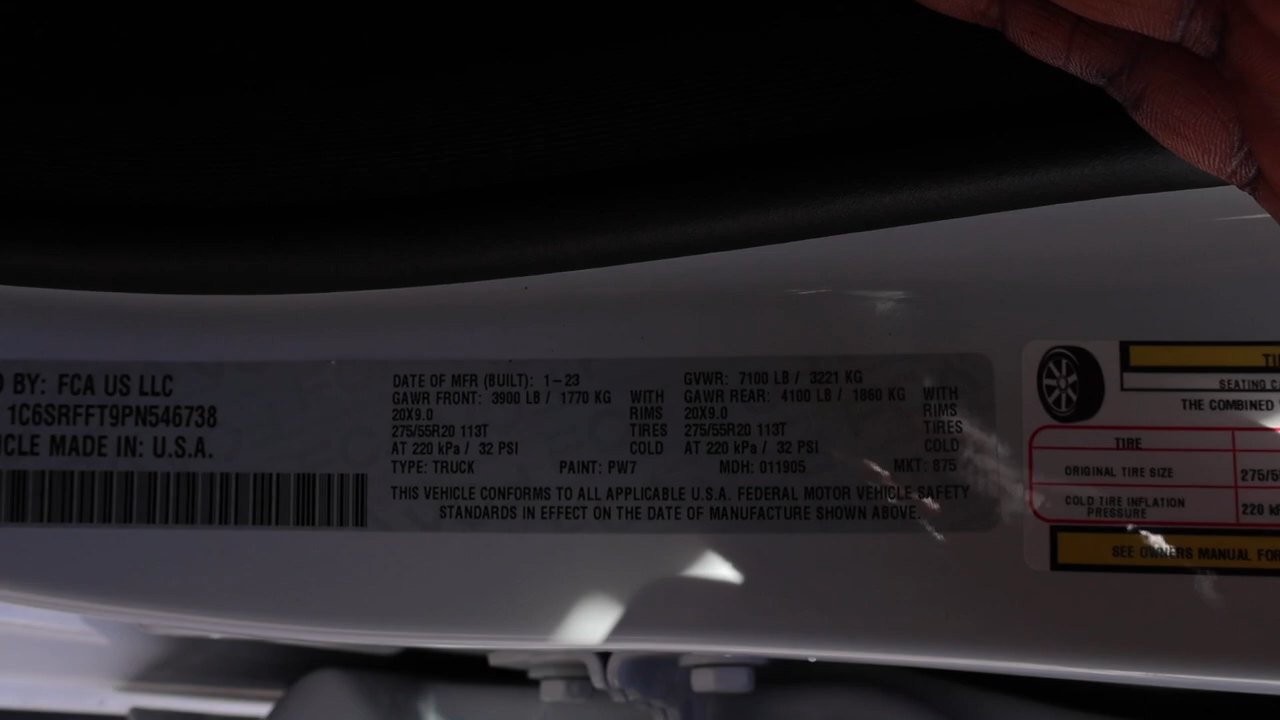 D BY: FCA US LLC
1C6SRFFT9PN546738
ICLE MADE IN: U.S.A.
DATE OF MFR (BUILT): 1-23 GVWR: 7100 LB / 3221 KG
GAWR FRONT: 3900 LB / 1770 KG WITH GAWR REAR: 4100 LB / 1860 KG WITH
20X9.0 RIMS 20X9.0 RIMS
275/55R20 113T TIRES 275/55R20 113T TIRES
AT 220 kPa / 32 PSI COLD AT 220 kPa / 32 PSI COLD
TYPE: TRUCK PAINT: PW7 MDH: 011905 MKT: 875
THIS VEHICLE CONFORMS TO ALL APPLICABLE U.S.A. FEDERAL MOTOR VEHICLE SAFETY
STANDARDS IN EFFECT ON THE DATE OF MANUFACTURE SHOWN ABOVE.
TI
SEATING C
THE COMBINED
TIRE
ORIGINAL TIRE SIZE 275/5
COLD TIRE INFLATION
PRESSURE 220 k
SEE OWNERS MANUAL FOR